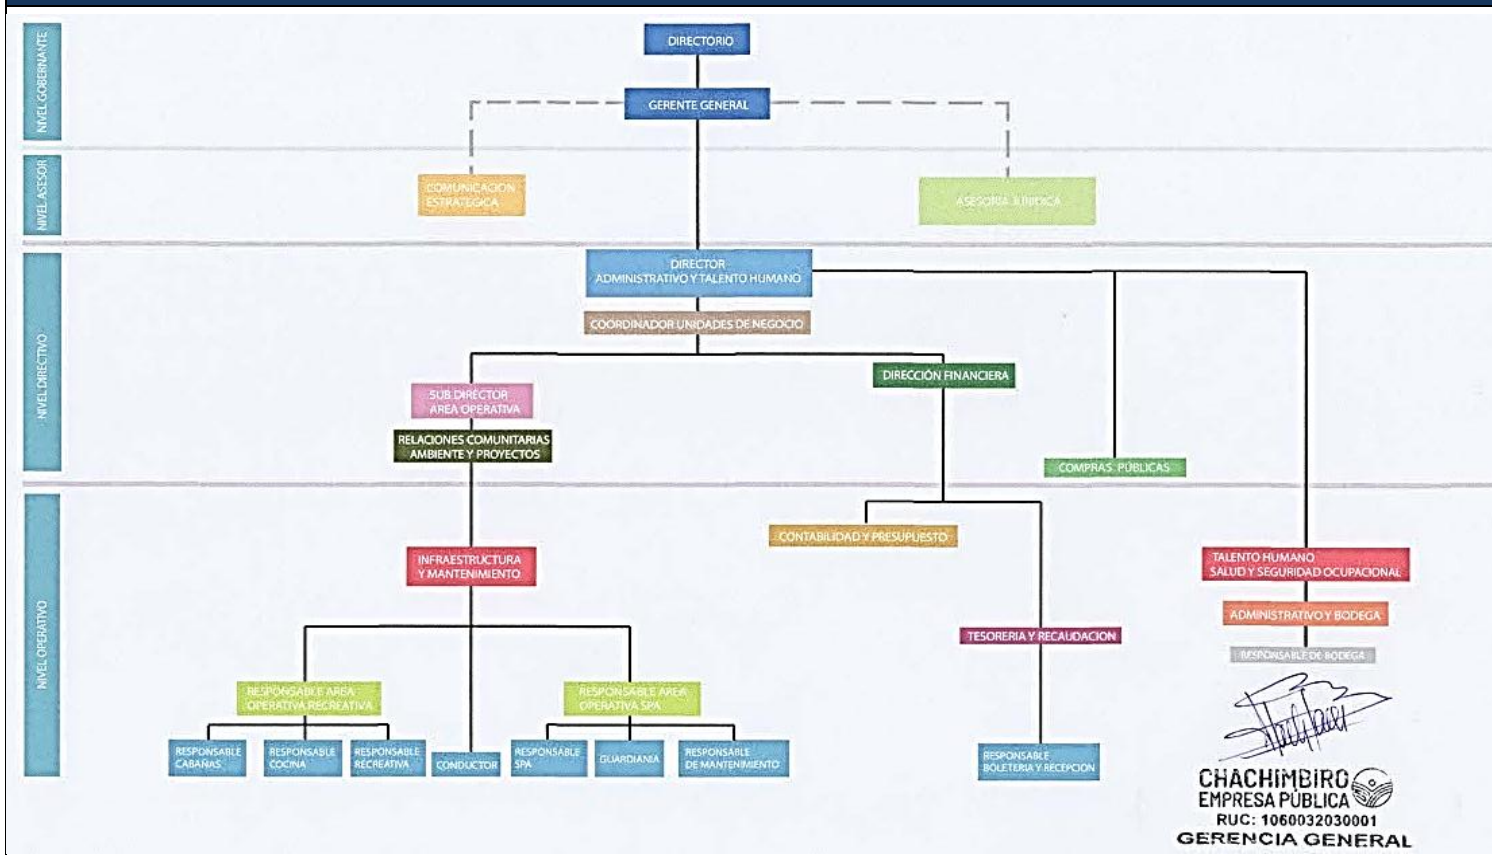 NIVEL GOBERNANTE
DIRECTORIO
GERENTE GENERAL
NIVEL ASESOR
COMUNICACION
ESTRATEGICA
ASESORIA JURIDICA
NIVEL DIRECTIVO
DIRECTOR
ADMINISTRATIVO Y TALENTO HUMANO
COORDINADOR UNIDADES DE NEGOCIO
DIRECCIÓN FINANCIERA
SUB DIRECTOR
AREA OPERATIVA
RELACIONES COMUNITARIAS
AMBIENTE Y PROYECTOS
COMPRAS PÚBLICAS
NIVEL OPERATIVO
CONTABILIDAD Y PRESUPUESTO
INFRAESTRUCTURA
Y MANTENIMIENTO
TALENTO HUMANO
SALUD Y SEGURIDAD OCUPACIONAL
ADMINISTRATIVO Y BODEGA
TESORERIA Y RECAUDACION
RESPONSABLE DE BODEGA
RESPONSABLE AREA
OPERATIVA RECREATIVA
RESPONSABLE AREA
OPERATIVA SPA
RESPONSABLE
CABAÑAS
RESPONSABLE
COCINA
RESPONSABLE
RECREATIVA
CONDUCTOR
RESPONSABLE
SPA
GUARDIANIA
RESPONSABLE
DE MANTENIMIENTO
RESPONSABLE
BOLETERIA Y RECEPCION
CHACHIMBIRO
EMPRESA PÚBLICA
RUC: 1060032030001
GERENCIA GENERAL